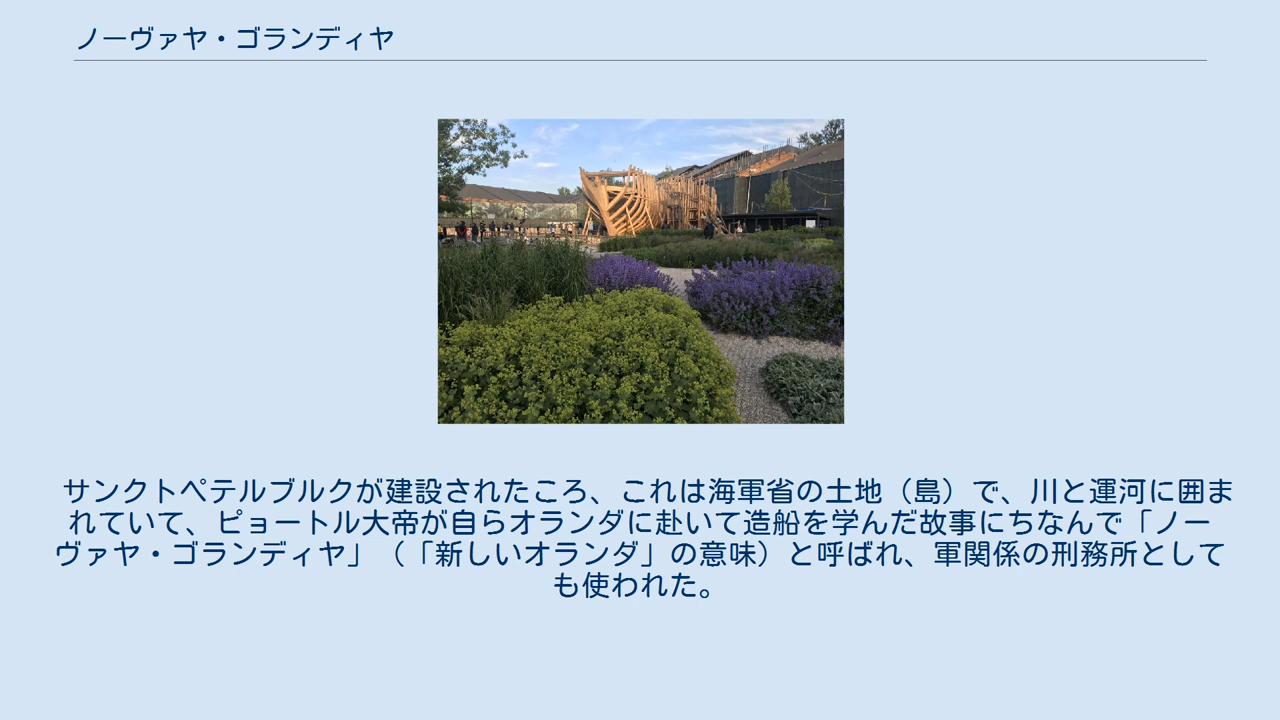 ノーヴァヤ・ゴランディヤ
サンクトペテルブルクが建設されたころ、これは海軍省の土地（島）で、川と運河に囲ま
れていて、ピョートル大帝が自らオランダに赴いて造船を学んだ故事にちなんで「ノー
ヴァヤ・ゴランディヤ」（「新しいオランダ」の意味）と呼ばれ、軍関係の刑務所として
も使われた。